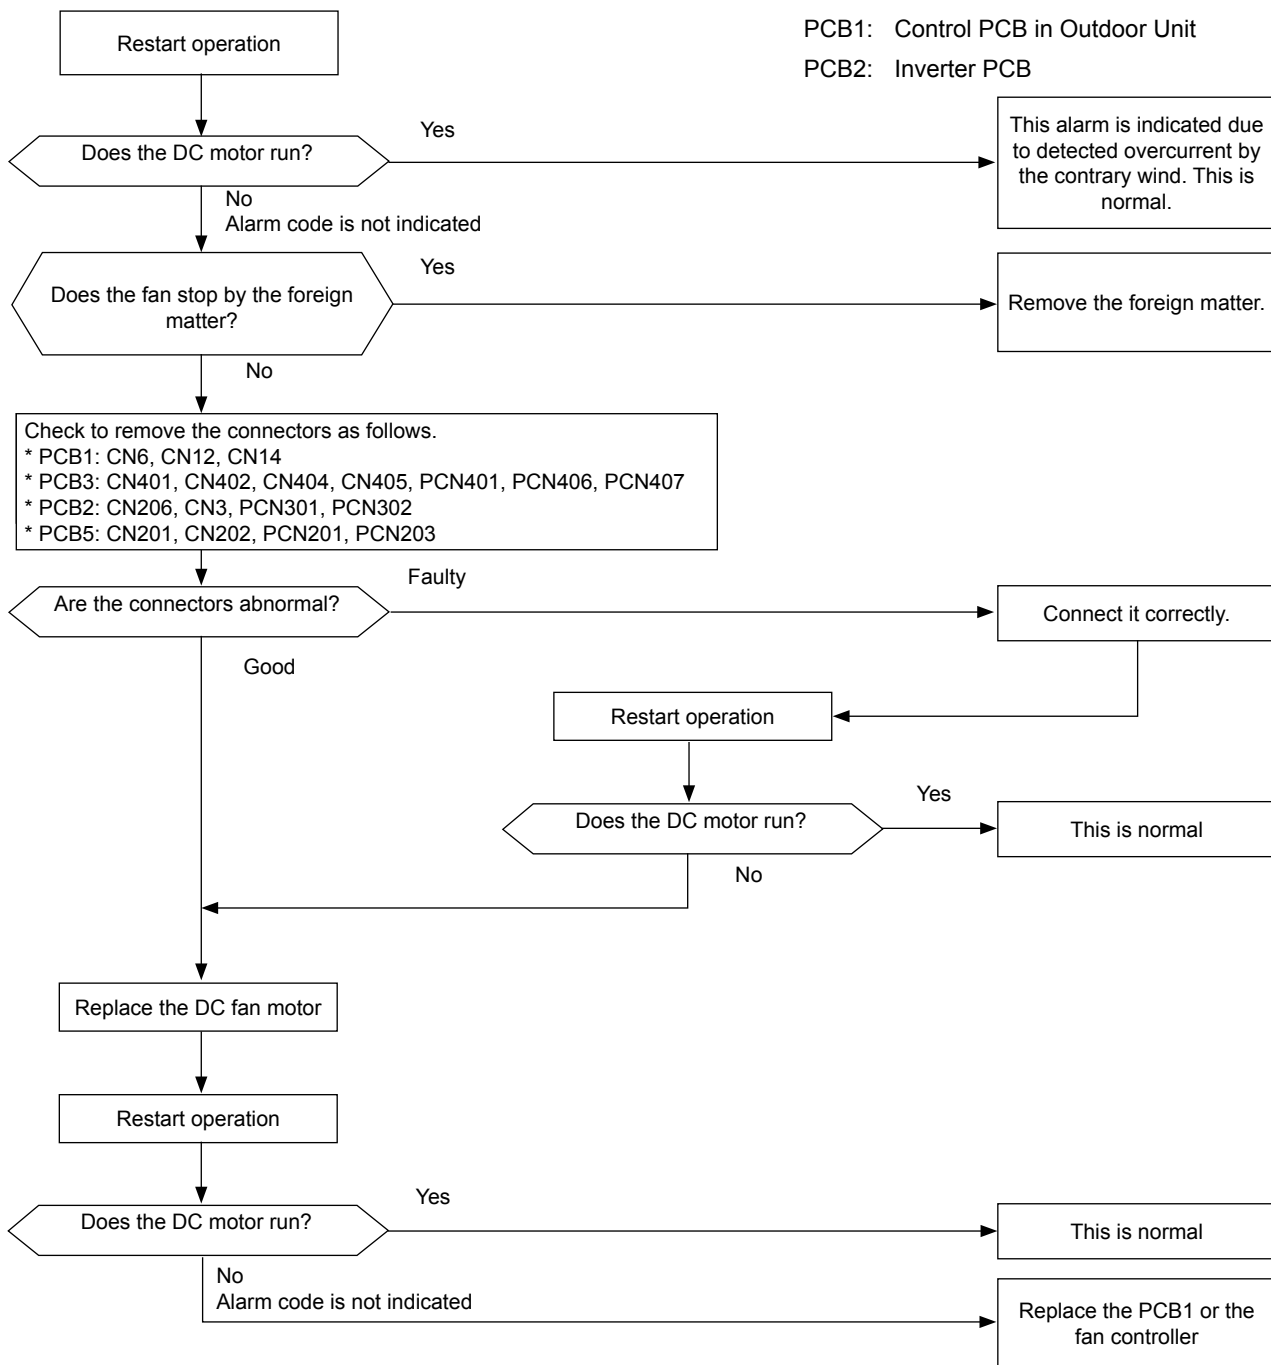 Restart operation
PCB1: Control PCB in Outdoor Unit
PCB2: Inverter PCB
Does the DC motor run?
Yes
This alarm is indicated due
to detected overcurrent by
the contrary wind. This is
normal.
No
Alarm code is not indicated
Does the fan stop by the foreign
matter?
Yes
Remove the foreign matter.
No
Check to remove the connectors as follows.
* PCB1: CN6, CN12, CN14
* PCB3: CN401, CN402, CN404, CN405, PCN401, PCN406, PCN407
* PCB2: CN206, CN3, PCN301, PCN302
* PCB5: CN201, CN202, PCN201, PCN203
Are the connectors abnormal?
Faulty
Connect it correctly.
Good
Restart operation
Does the DC motor run?
Yes
This is normal
No
Replace the DC fan motor
Restart operation
Does the DC motor run?
Yes
This is normal
No
Alarm code is not indicated
Replace the PCB1 or the
fan controller